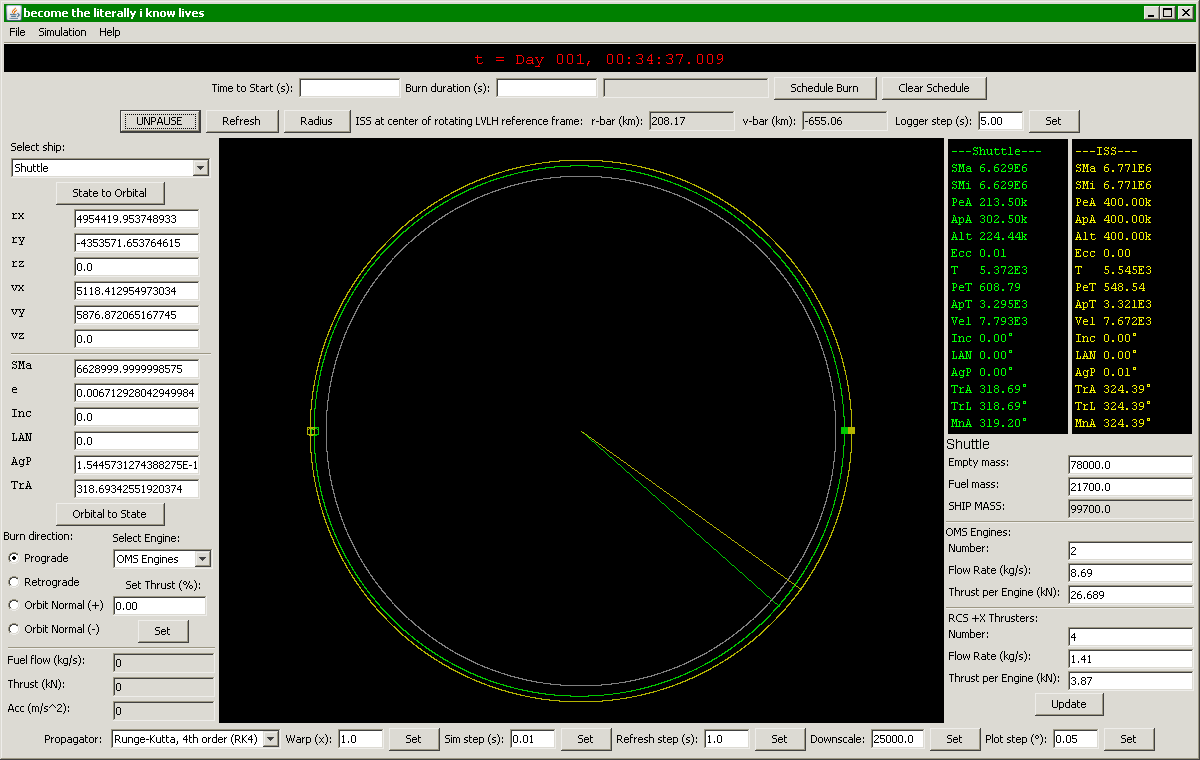 become the literally i know lives
File Simulation Help
t = Day 001, 00:34:37.009
Time to Start (s): Burn duration (s): Schedule Burn Clear Schedule
UNPAUSE Refresh Radius ISS at center of rotating LVLH reference frame: r-bar (km): 208.17 v-bar (km): -655.06 Logger step (s): 5.00 Set
Select ship:
Shuttle
State to Orbital
rx 4954419.953748933
ry -4353571.653764615
rz 0.0
vx 5118.412954973034
vy 5876.872065167745
vz 0.0
SMa 6628999.9999998575
e 0.006712928042949984
Inc 0.0
LAN 0.0
AgP 1.5445731274388275E-1
TrA 318.69342551920374
Orbital to State
Burn direction: Select Engine:
Prograde OMS Engines
Retrograde Set Thrust (%):
Orbit Normal (+) 0.00
Orbit Normal (-) Set
Fuel flow (kg/s): 0
Thrust (kN): 0
Acc (m/s^2): 0
---Shuttle---
SMa 6.629E6
SMi 6.629E6
PeA 213.50k
ApA 302.50k
Alt 224.44k
Ecc 0.01
T 5.372E3
PeT 608.79
ApT 3.295E3
Vel 7.793E3
Inc 0.00°
LAN 0.00°
AgP 0.00°
TrA 318.69°
TrL 318.69°
MnA 319.20°
---ISS---
SMa 6.771E6
SMi 6.771E6
PeA 400.00k
ApA 400.00k
Alt 400.00k
Ecc 0.00
T 5.545E3
PeT 548.54
ApT 3.321E3
Vel 7.672E3
Inc 0.00°
LAN 0.00°
AgP 0.01°
TrA 324.39°
TrL 324.39°
MnA 324.39°
Shuttle
Empty mass: 78000.0
Fuel mass: 21700.0
SHIP MASS: 99700.0
OMS Engines:
Number: 2
Flow Rate (kg/s): 8.69
Thrust per Engine (kN): 26.689
RCS +X Thrusters:
Number: 4
Flow Rate (kg/s): 1.41
Thrust per Engine (kN): 3.87
Update
Propagator: Runge-Kutta, 4th order (RK4) Warp (x): 1.0 Set Sim step (s): 0.01 Set Refresh step (s): 1.0 Set Downscale: 25000.0 Set Plot step (°): 0.05 Set